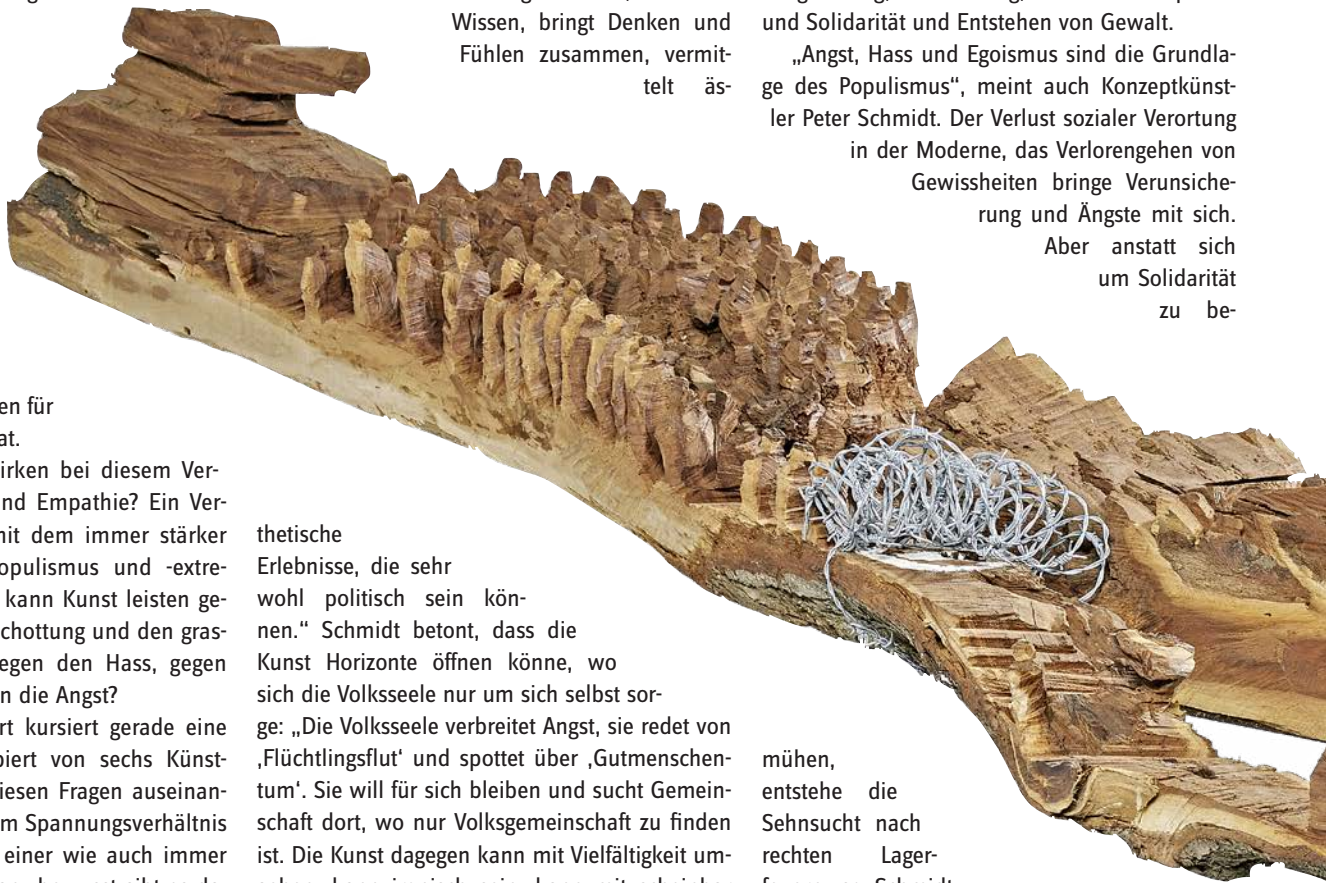 en für
at.
irken bei diesem Ver-
nd Empathie? Ein Ver-
nit dem immer stärker
opulismus und -extre-
kann Kunst leisten ge-
chottung und den gras-
egen den Hass, gegen
n die Angst?
rt kursiert gerade eine
piert von sechs Künst-
iesen Fragen auseinan-
m Spannungsverhältnis
einer wie auch immer
Wissen, bringt Denken und
Fühlen zusammen, vermit-
telt äs-
thetische
Erlebnisse, die sehr
wohl politisch sein kön-
nen.“ Schmidt betont, dass die
Kunst Horizonte öffnen könne, wo
sich die Volksseele nur um sich selbst sor-
ge: „Die Volksseele verbreitet Angst, sie redet von
‚Flüchtlingsflut‘ und spottet über ‚Gutmenschen-
tum‘. Sie will für sich bleiben und sucht Gemein-
schaft dort, wo nur Volksgemeinschaft zu finden
ist. Die Kunst dagegen kann mit Vielfältigkeit um-
und Solidarität und Entstehen von Gewalt.
„Angst, Hass und Egoismus sind die Grundla-
ge des Populismus“, meint auch Konzeptkünst-
ler Peter Schmidt. Der Verlust sozialer Verortung
in der Moderne, das Verlorengehen von
Gewissheiten bringe Verunsiche-
rung und Ängste mit sich.
Aber anstatt sich
um Solidarität
zu be-
mühen,
entstehe die
Sehnsucht nach
rechten Lager-